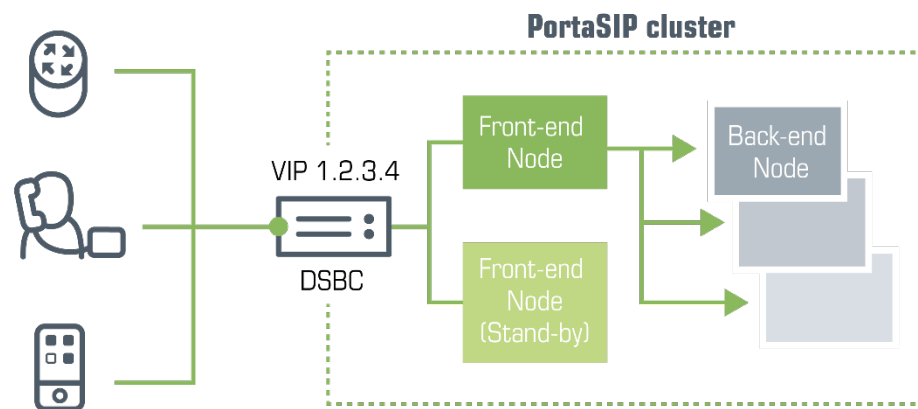 PortaSIP cluster
VIP 1.2.3.4
DSBC
Front-end
Node
Front-end
Node
(Stand-by)
Back-end
Node